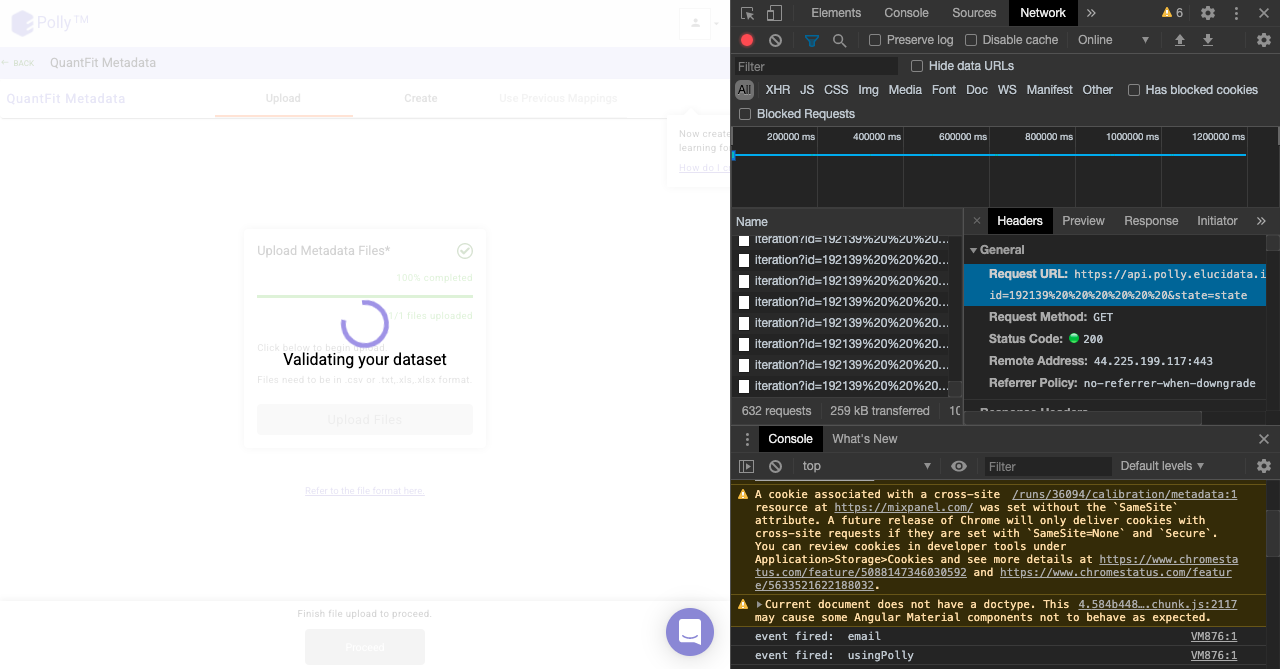 Polly™
← BACK QuantFit Metadata
QuantFit Metadata Upload Create Use Previous Mappings
Now create
learning fo
How do I c
Upload Metadata Files*
100% completed
/1 files uploaded
Click below to begin upload.
Validating your dataset
Files need to be in .csv or .txt,.xls, .xlsx format.
Upload Files
Refer to the file format here.
Finish file upload to proceed.
Proceed
Elements Console Sources Network » 6
Preserve log Disable cache Online ▼
Filter Hide data URLs
All XHR JS CSS Img Media Font Doc WS Manifest Other Has blocked cookies
Blocked Requests
200000 ms 400000 ms 600000 ms 800000 ms 1000000 ms 1200000 ms
Name
iteration?id=192139%20%20%20...
iteration?id=192139%20%20%20...
iteration?id=192139%20%20%20...
iteration?id=192139%20%20%20...
iteration?id=192139%20%20%20...
iteration?id=192139%20%20%20...
iteration?id=192139%20%20%20...
iteration?id=192139%20%20%20...
632 requests 259 kB transferred 10
× Headers Preview Response Initiator »
▼ General
Request URL: https://api.polly.elucidata.i
id=192139%20%20%20%20%20%20&state=state
Request Method: GET
Status Code: 200
Remote Address: 44.225.199.117:443
Referrer Policy: no-referrer-when-downgrade
Response Headers
Console What's New
top ▼ Filter Default levels ▼
A cookie associated with a cross-site /runs/36094/calibration/metadata:1
resource at https://mixpanel.com/ was set without the `SameSite`
attribute. A future release of Chrome will only deliver cookies with
cross-site requests if they are set with `SameSite=None` and `Secure`.
You can review cookies in developer tools under
Application>Storage>Cookies and see more details at https://www.chromesta
tus.com/feature/5088147346030592 and https://www.chromestatus.com/featur
e/5633521622188032.
▶Current document does not have a doctype. This 4.584b448….chunk.js:2117
may cause some Angular Material components not to behave as expected.
event fired: email VM876:1
event fired: usingPolly VM876:1